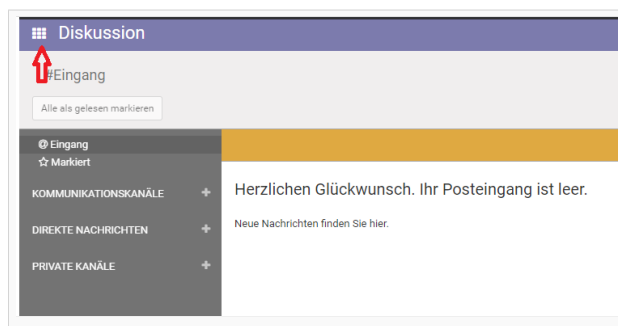 Diskussion
#Eingang
Alle als gelesen markieren
@ Eingang
☆ Markiert
KOMMUNIKATIONSKANÄLE +
DIREKTE NACHRICHTEN +
PRIVATE KANÄLE +
Herzlichen Glückwunsch. Ihr Posteingang ist leer.
Neue Nachrichten finden Sie hier.